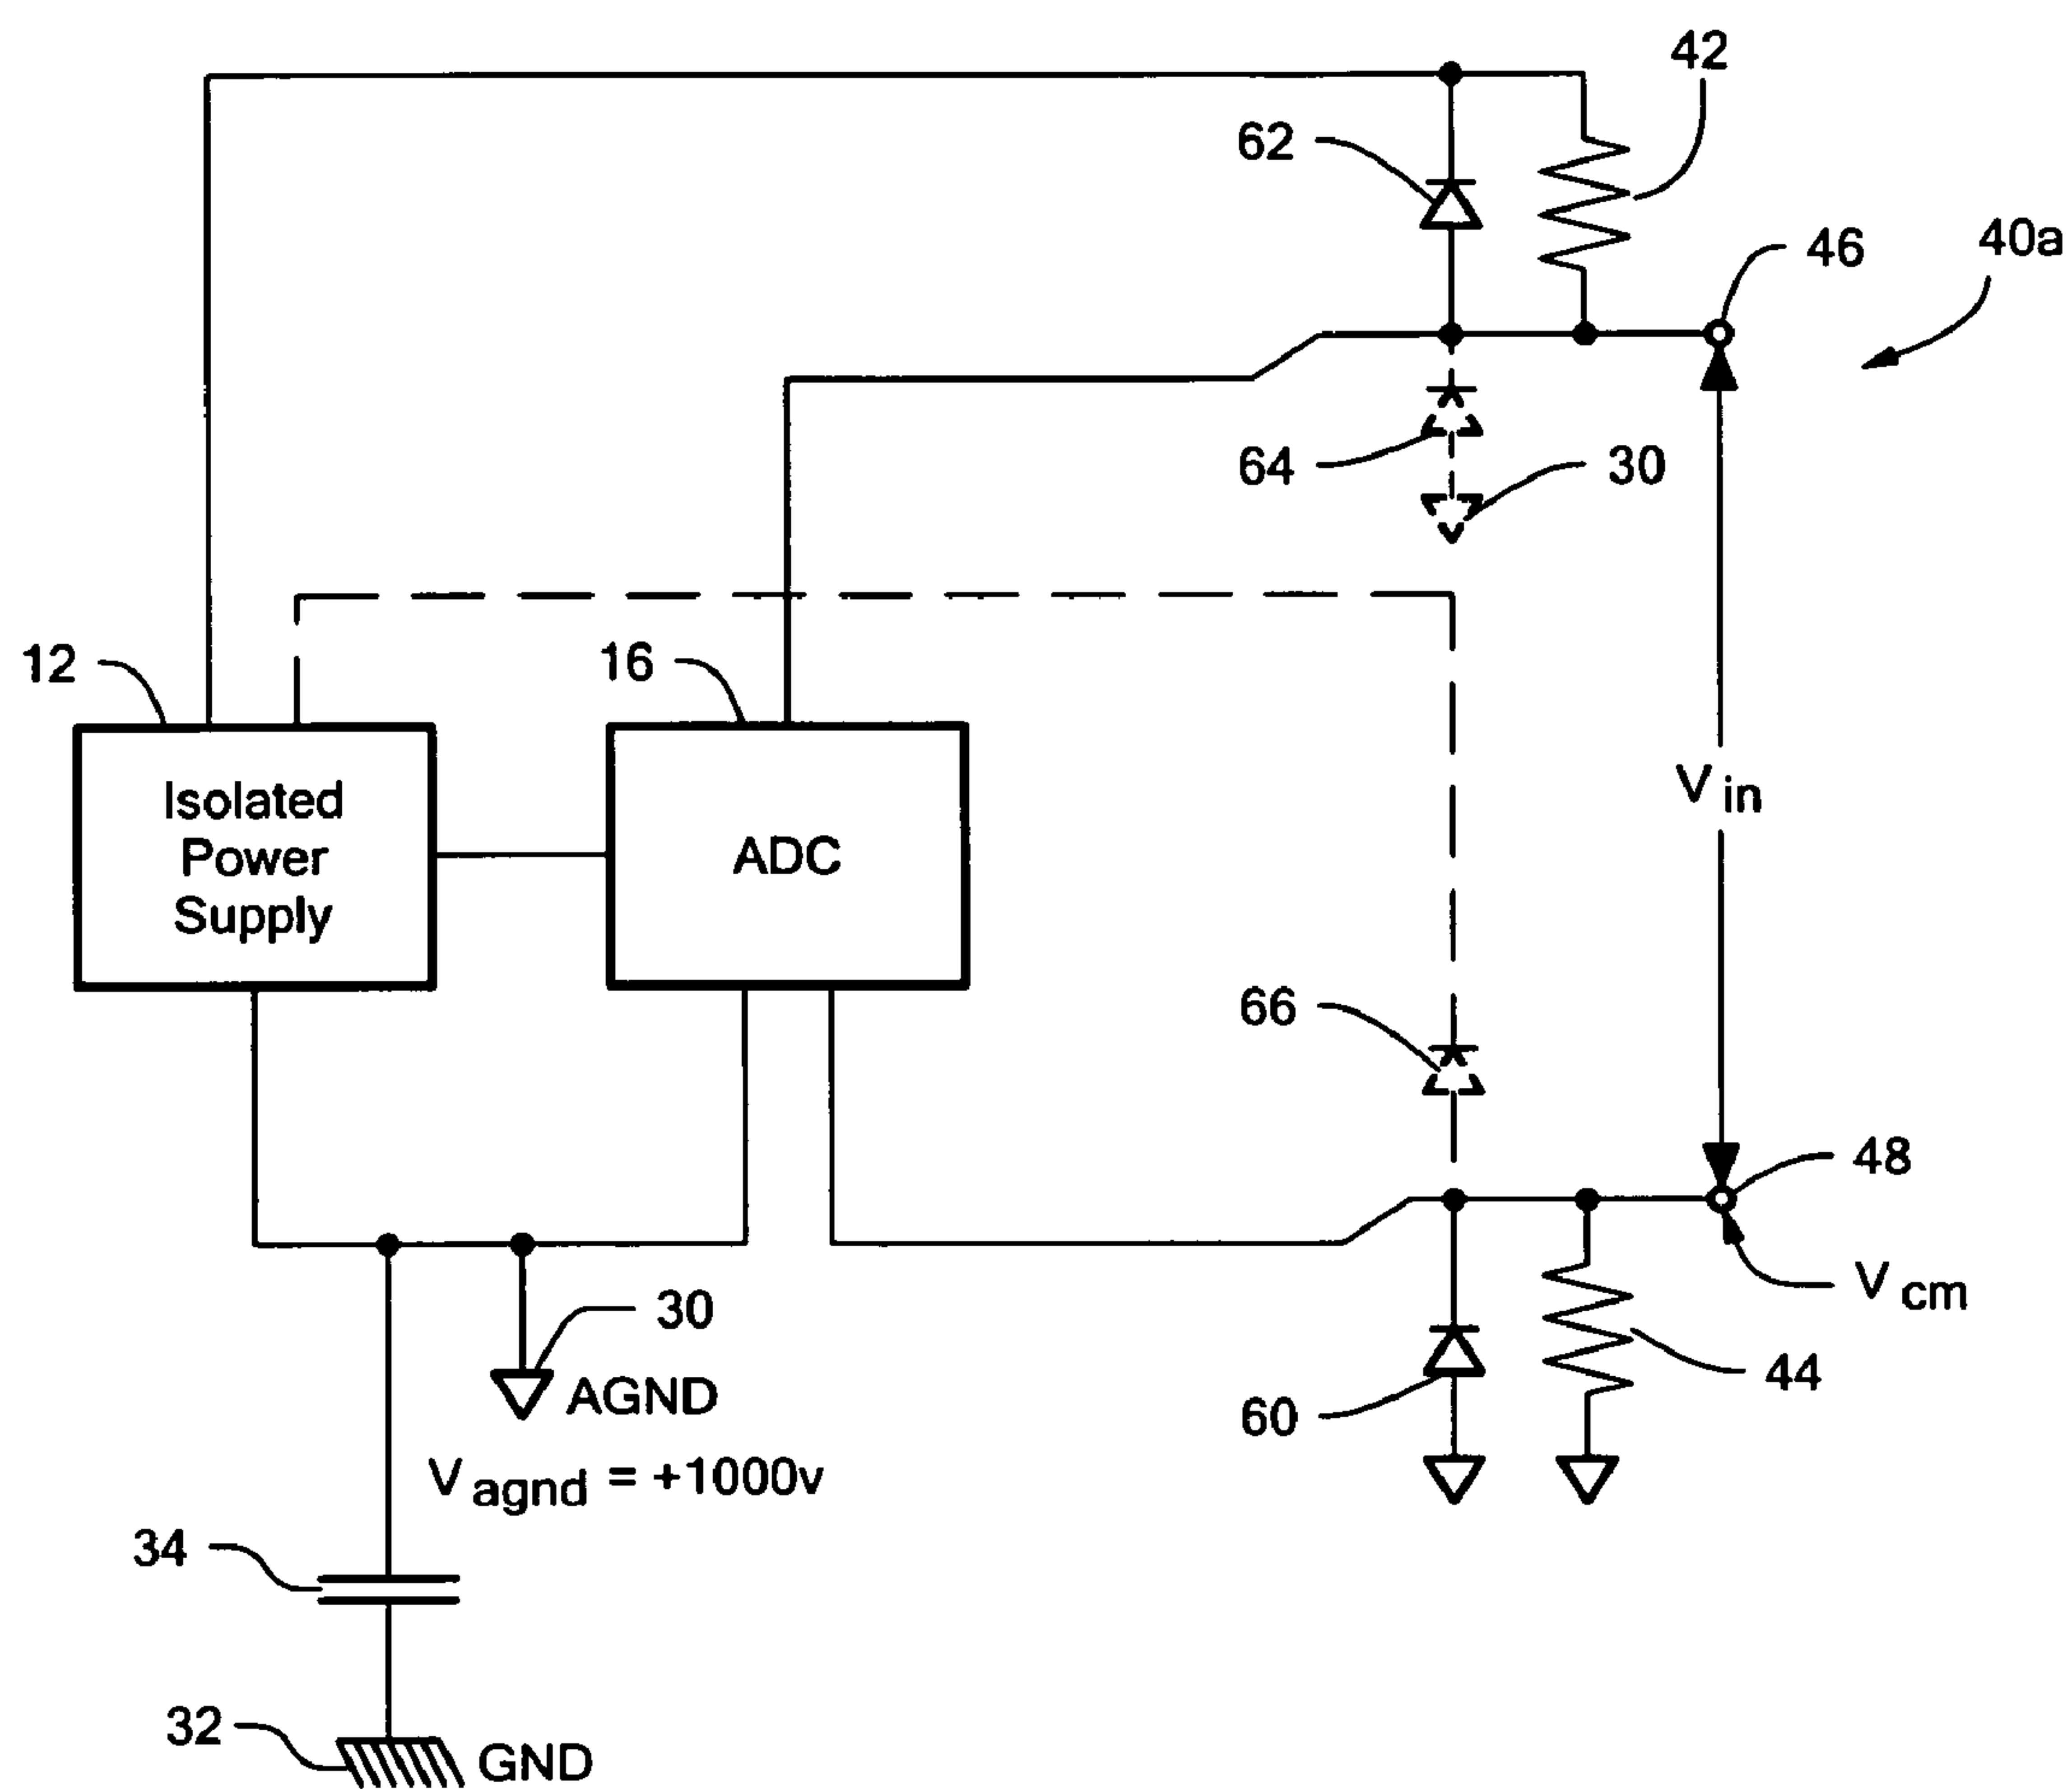 42
62
46
40a
64
30
12
16
Isolated
Power
Supply
ADC
V in
66
48
V cm
30
AGND
44
60
V agnd = +1000v
34
32
GND